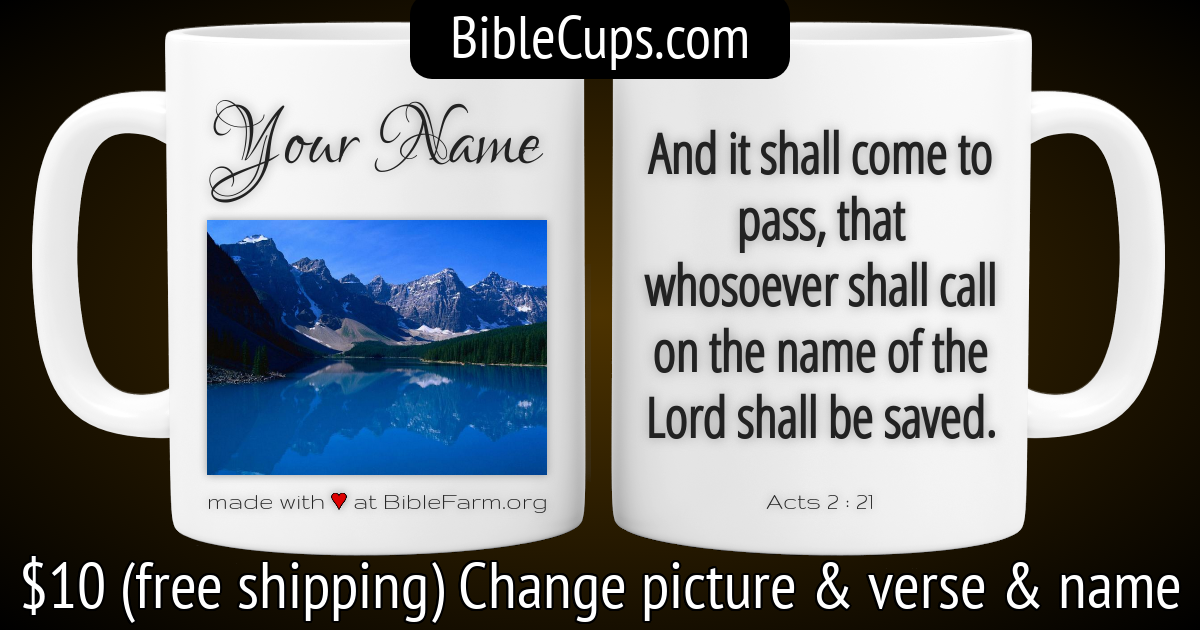 BibleCups.com
Your Name
made with ♥ at BibleFarm.org
And it shall come to
pass, that
whosoever shall call
on the name of the
Lord shall be saved.
Acts 2 : 21
$10 (free shipping) Change picture & verse & name